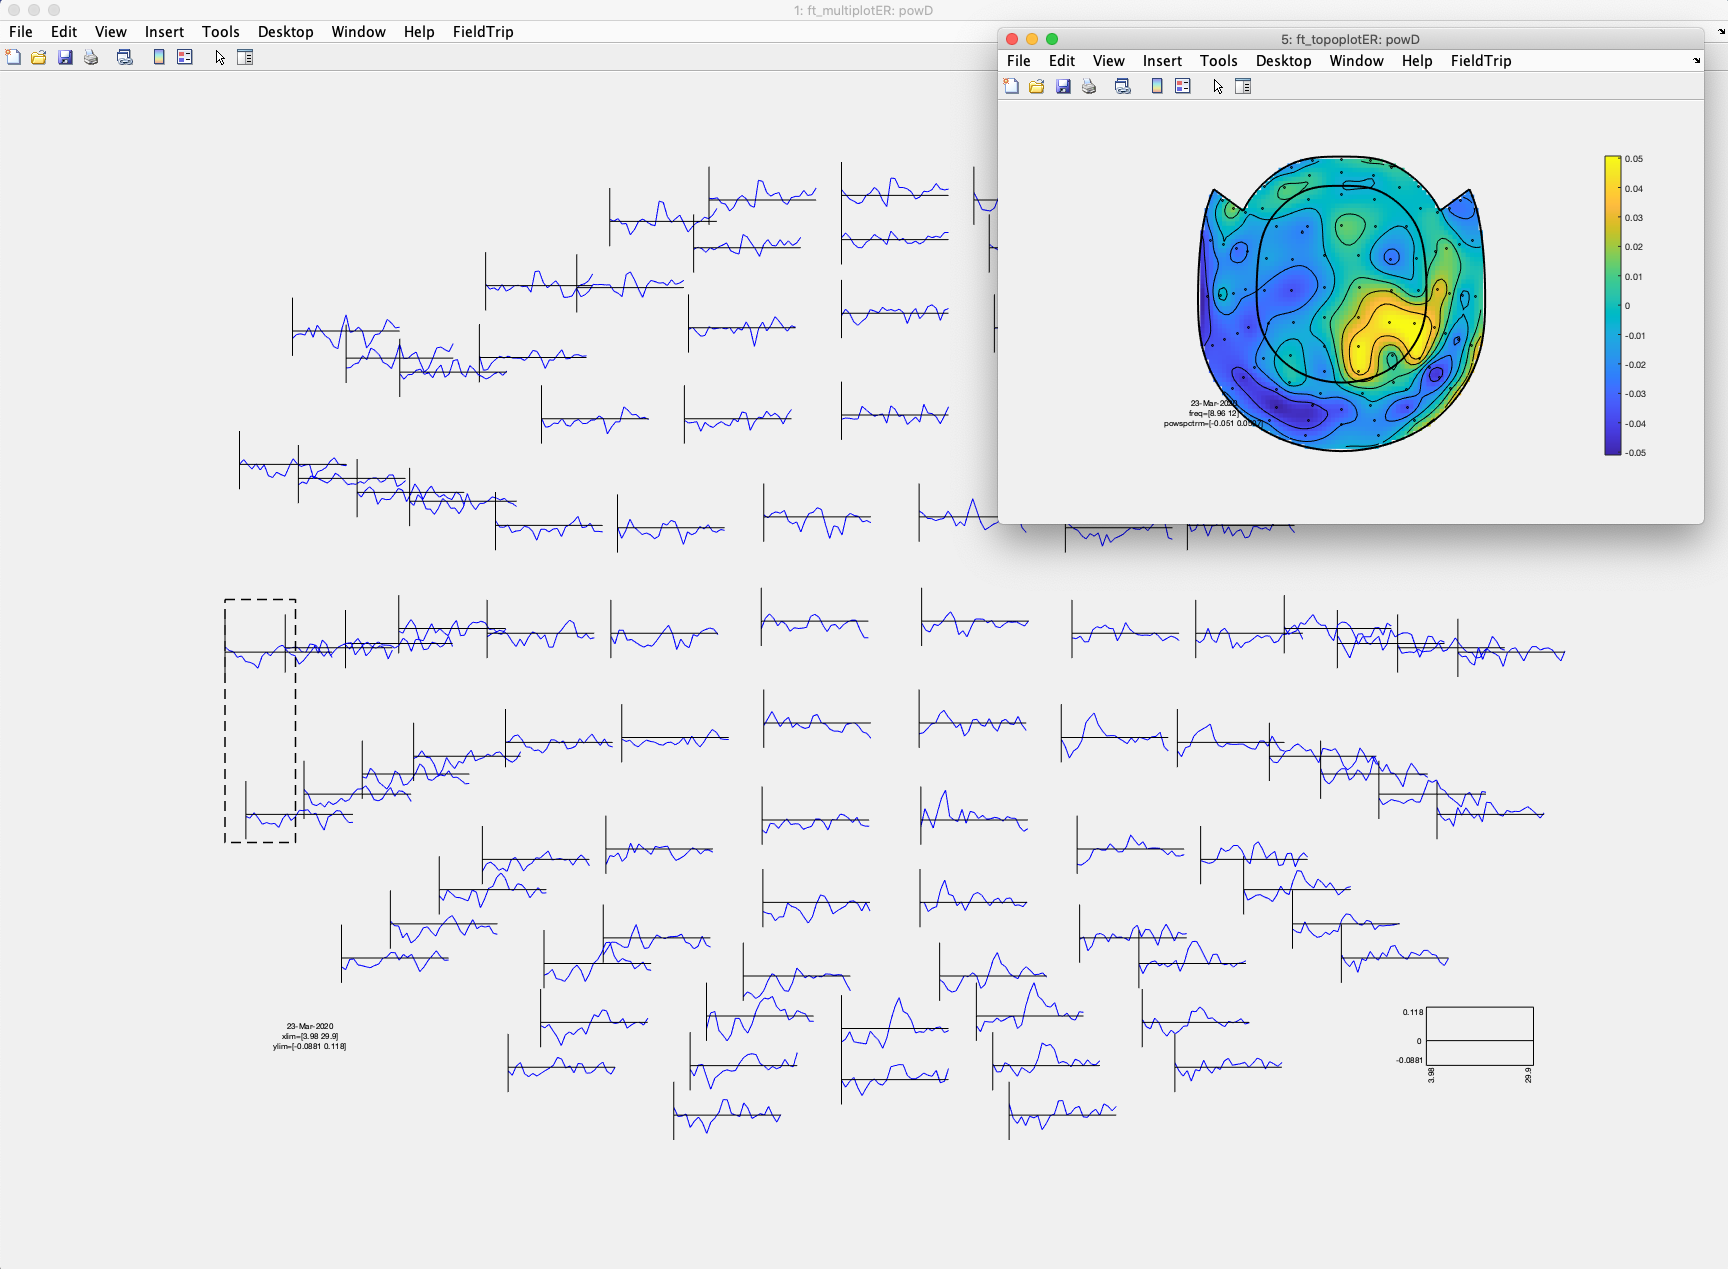 1: ft_multiplotER: powD
File Edit View Insert Tools Desktop Window Help FieldTrip
5: ft_topoplotER: powD
File Edit View Insert Tools Desktop Window Help FieldTrip
0.05
0.04
0.03
0.02
0.01
0
-0.01
-0.02
-0.03
-0.04
-0.05
23-Mar-2020
freq=[8.96 12]
powspctrm=[-0.051
23-Mar-2020
xlim=[3.98 29.9]
ylim=[-0.0881 0.118]
0.118
0
-0.0881
3.98
29.9